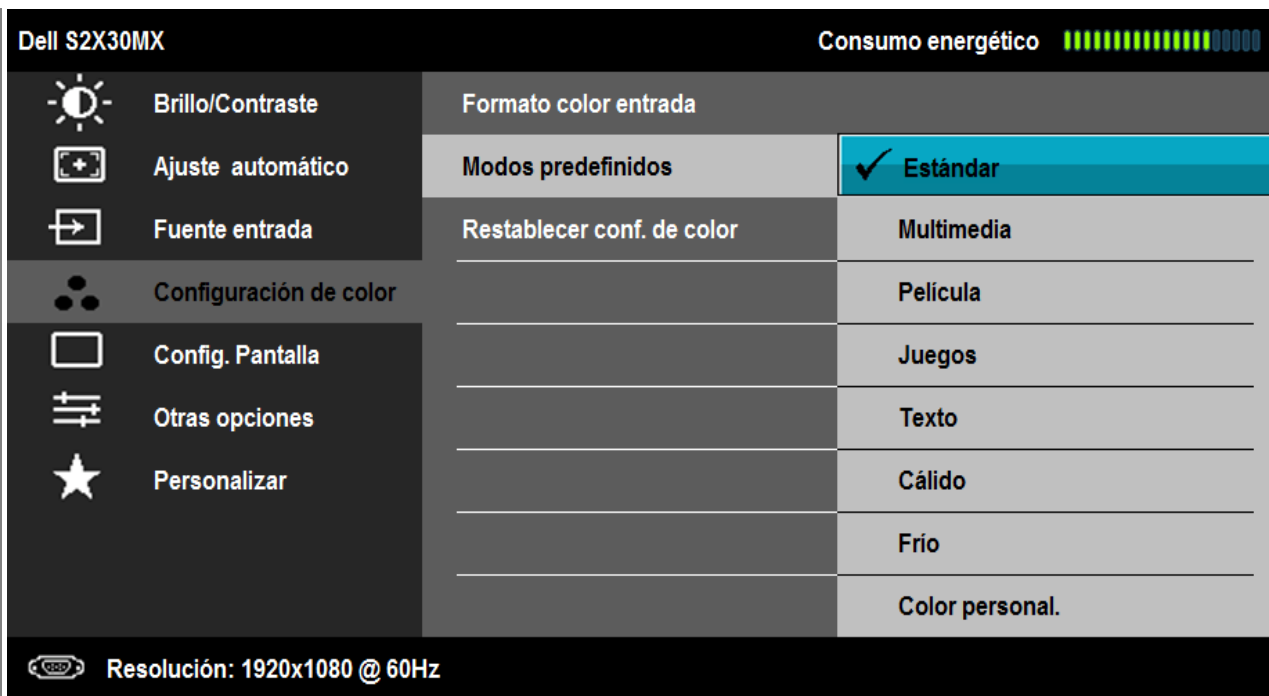 Dell S2X30MX Consumo energético
Brillo/Contraste Formato color entrada
Ajuste automático Modos predefinidos Estándar
Fuente entrada Restablecer conf. de color Multimedia
Configuración de color Película
Config. Pantalla Juegos
Otras opciones Texto
Personalizar Cálido
Frío
Color personal.
Resolución: 1920x1080 @ 60Hz